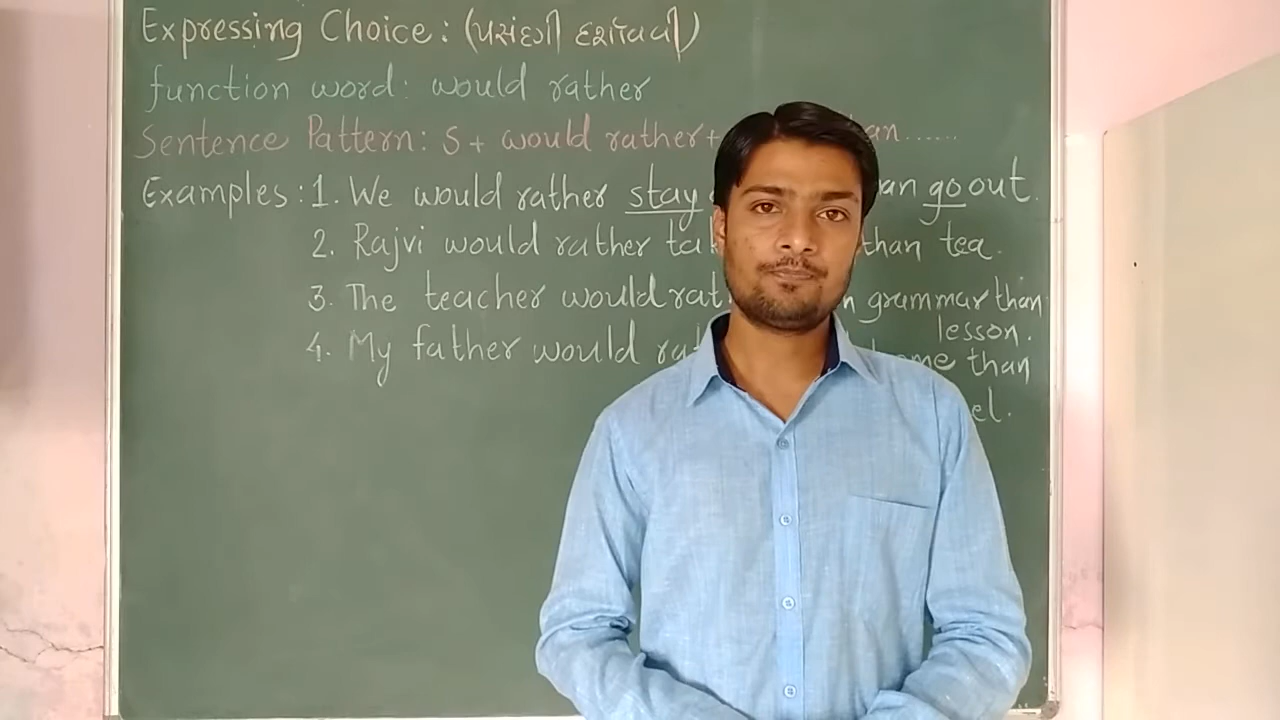 Expressing Choice: (પસંદગી દર્શાવવી)
function word: would rather
Sentence Pattern: S + would rather + ......
Examples: 1. We would rather stay go out.
2. Rajvi would rather than tea.
3. The teacher would grammar than
lesson.
4. My father would than